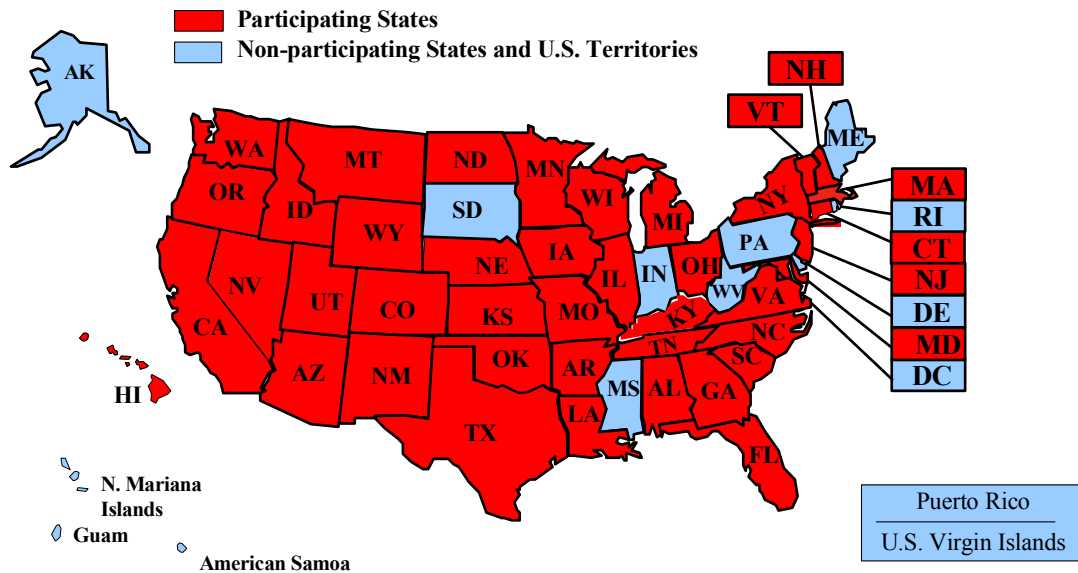 Participating States
Non-participating States and U.S. Territories
AK
NH
VT
ME
WA
MT
ND
MN
OR
ID
SD
WI
MI
NY
MA
RI
WY
IA
PA
CT
NV
NE
IL
IN
OH
NJ
UT
CO
WV
VA
DE
CA
KS
MO
KY
MD
NC
TN
DC
AZ
NM
OK
AR
SC
HI
MS
AL
GA
LA
TX
FL
N. Mariana
Islands
Guam
American Samoa
Puerto Rico
U.S. Virgin Islands